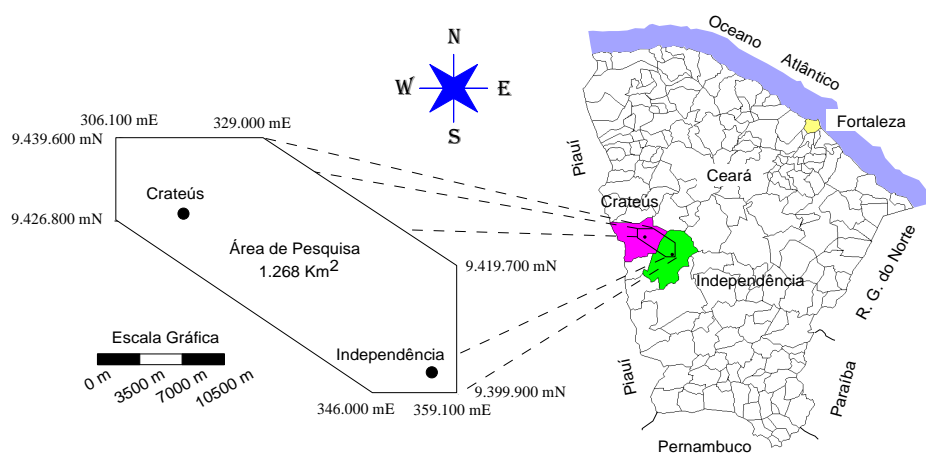 N
W
E
S
306.100 mE
329.000 mE
9.439.600 mN
Crateús
9.426.800 mN
Área de Pesquisa
1.268 Km²
9.419.700 mN
Escala Gráfica
0 m
3500 m
7000 m
10500 m
Independência
346.000 mE
359.100 mE
9.399.900 mN
Oceano
Atlântico
Fortaleza
Piauí
Ceará
Crateús
Independência
R. G. do Norte
Piauí
Paraíba
Pernambuco